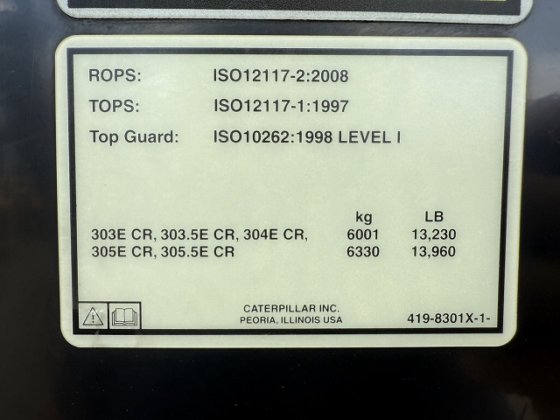 ROPS: ISO12117-2:2008
TOPS: ISO12117-1:1997
Top Guard: ISO10262:1998 LEVEL I
kg LB
303E CR, 303.5E CR, 304E CR, 6001 13,230
305E CR, 305.5E CR 6330 13,960
CATERPILLAR INC.
PEORIA, ILLINOIS USA 419-8301X-1-